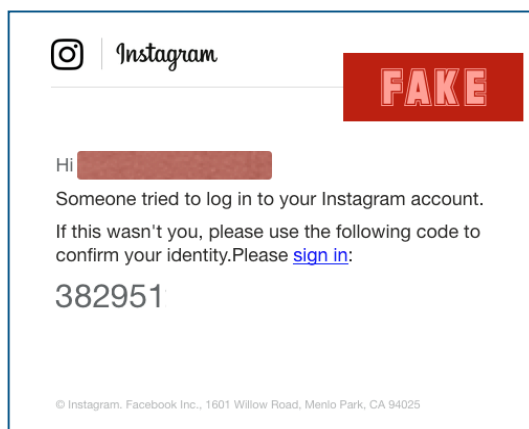 Instagram
FAKE
Hi
Someone tried to log in to your Instagram account.
If this wasn't you, please use the following code to
confirm your identity.Please sign in:
382951
© Instagram. Facebook Inc., 1601 Willow Road, Menlo Park, CA 94025